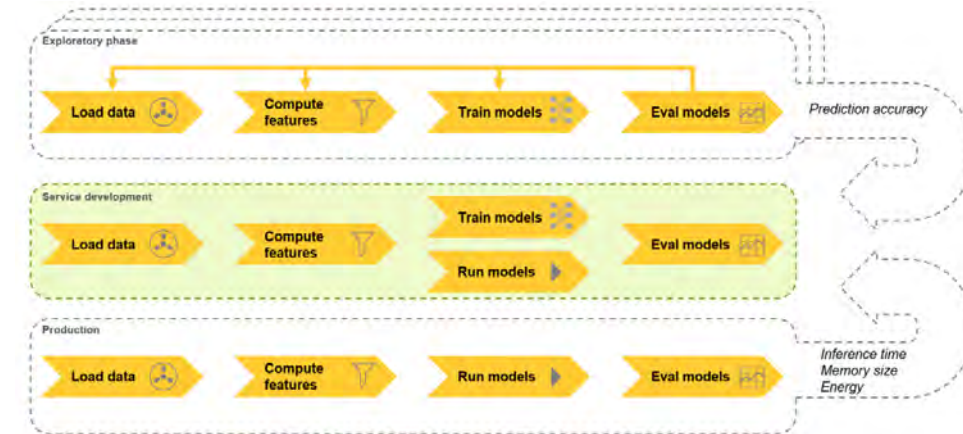 Exploratory phase
Load data
Compute
features
Train models
Eval models
Prediction accuracy
Service development
Load data
Compute
features
Train models
Run models
Eval models
Production
Load data
Compute
features
Run models
Eval models
Inference time
Memory size
Energy